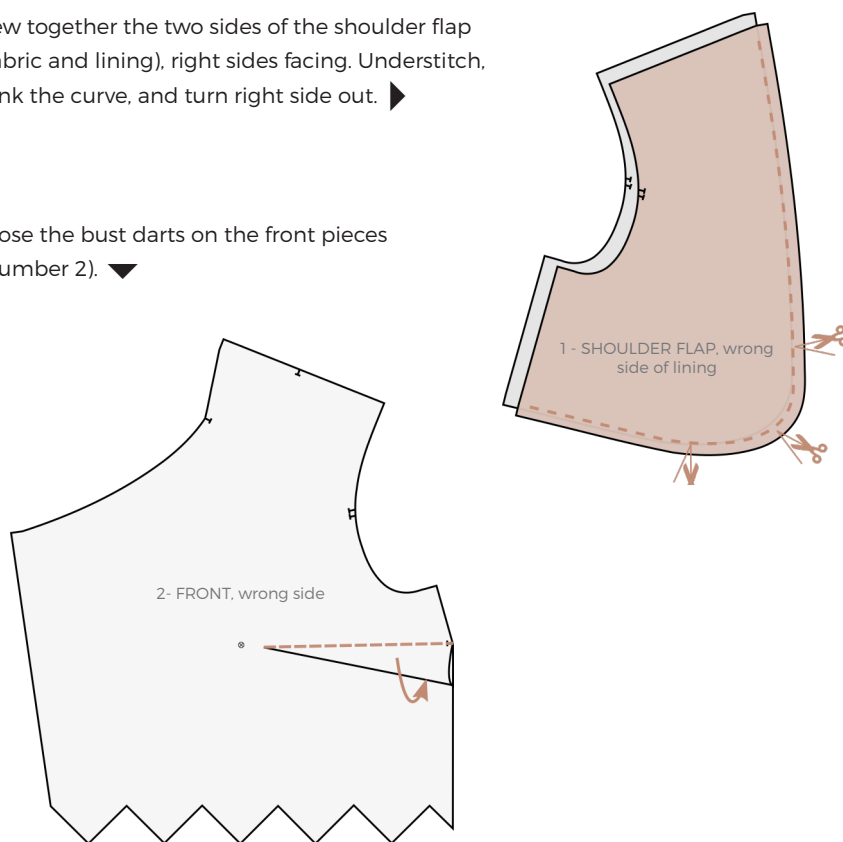 ew together the two sides of the shoulder flap
abric and lining), right sides facing. Understitch,
nk the curve, and turn right side out.
ose the bust darts on the front pieces
umber 2).
1 - SHOULDER FLAP, wrong
side of lining
2- FRONT, wrong side